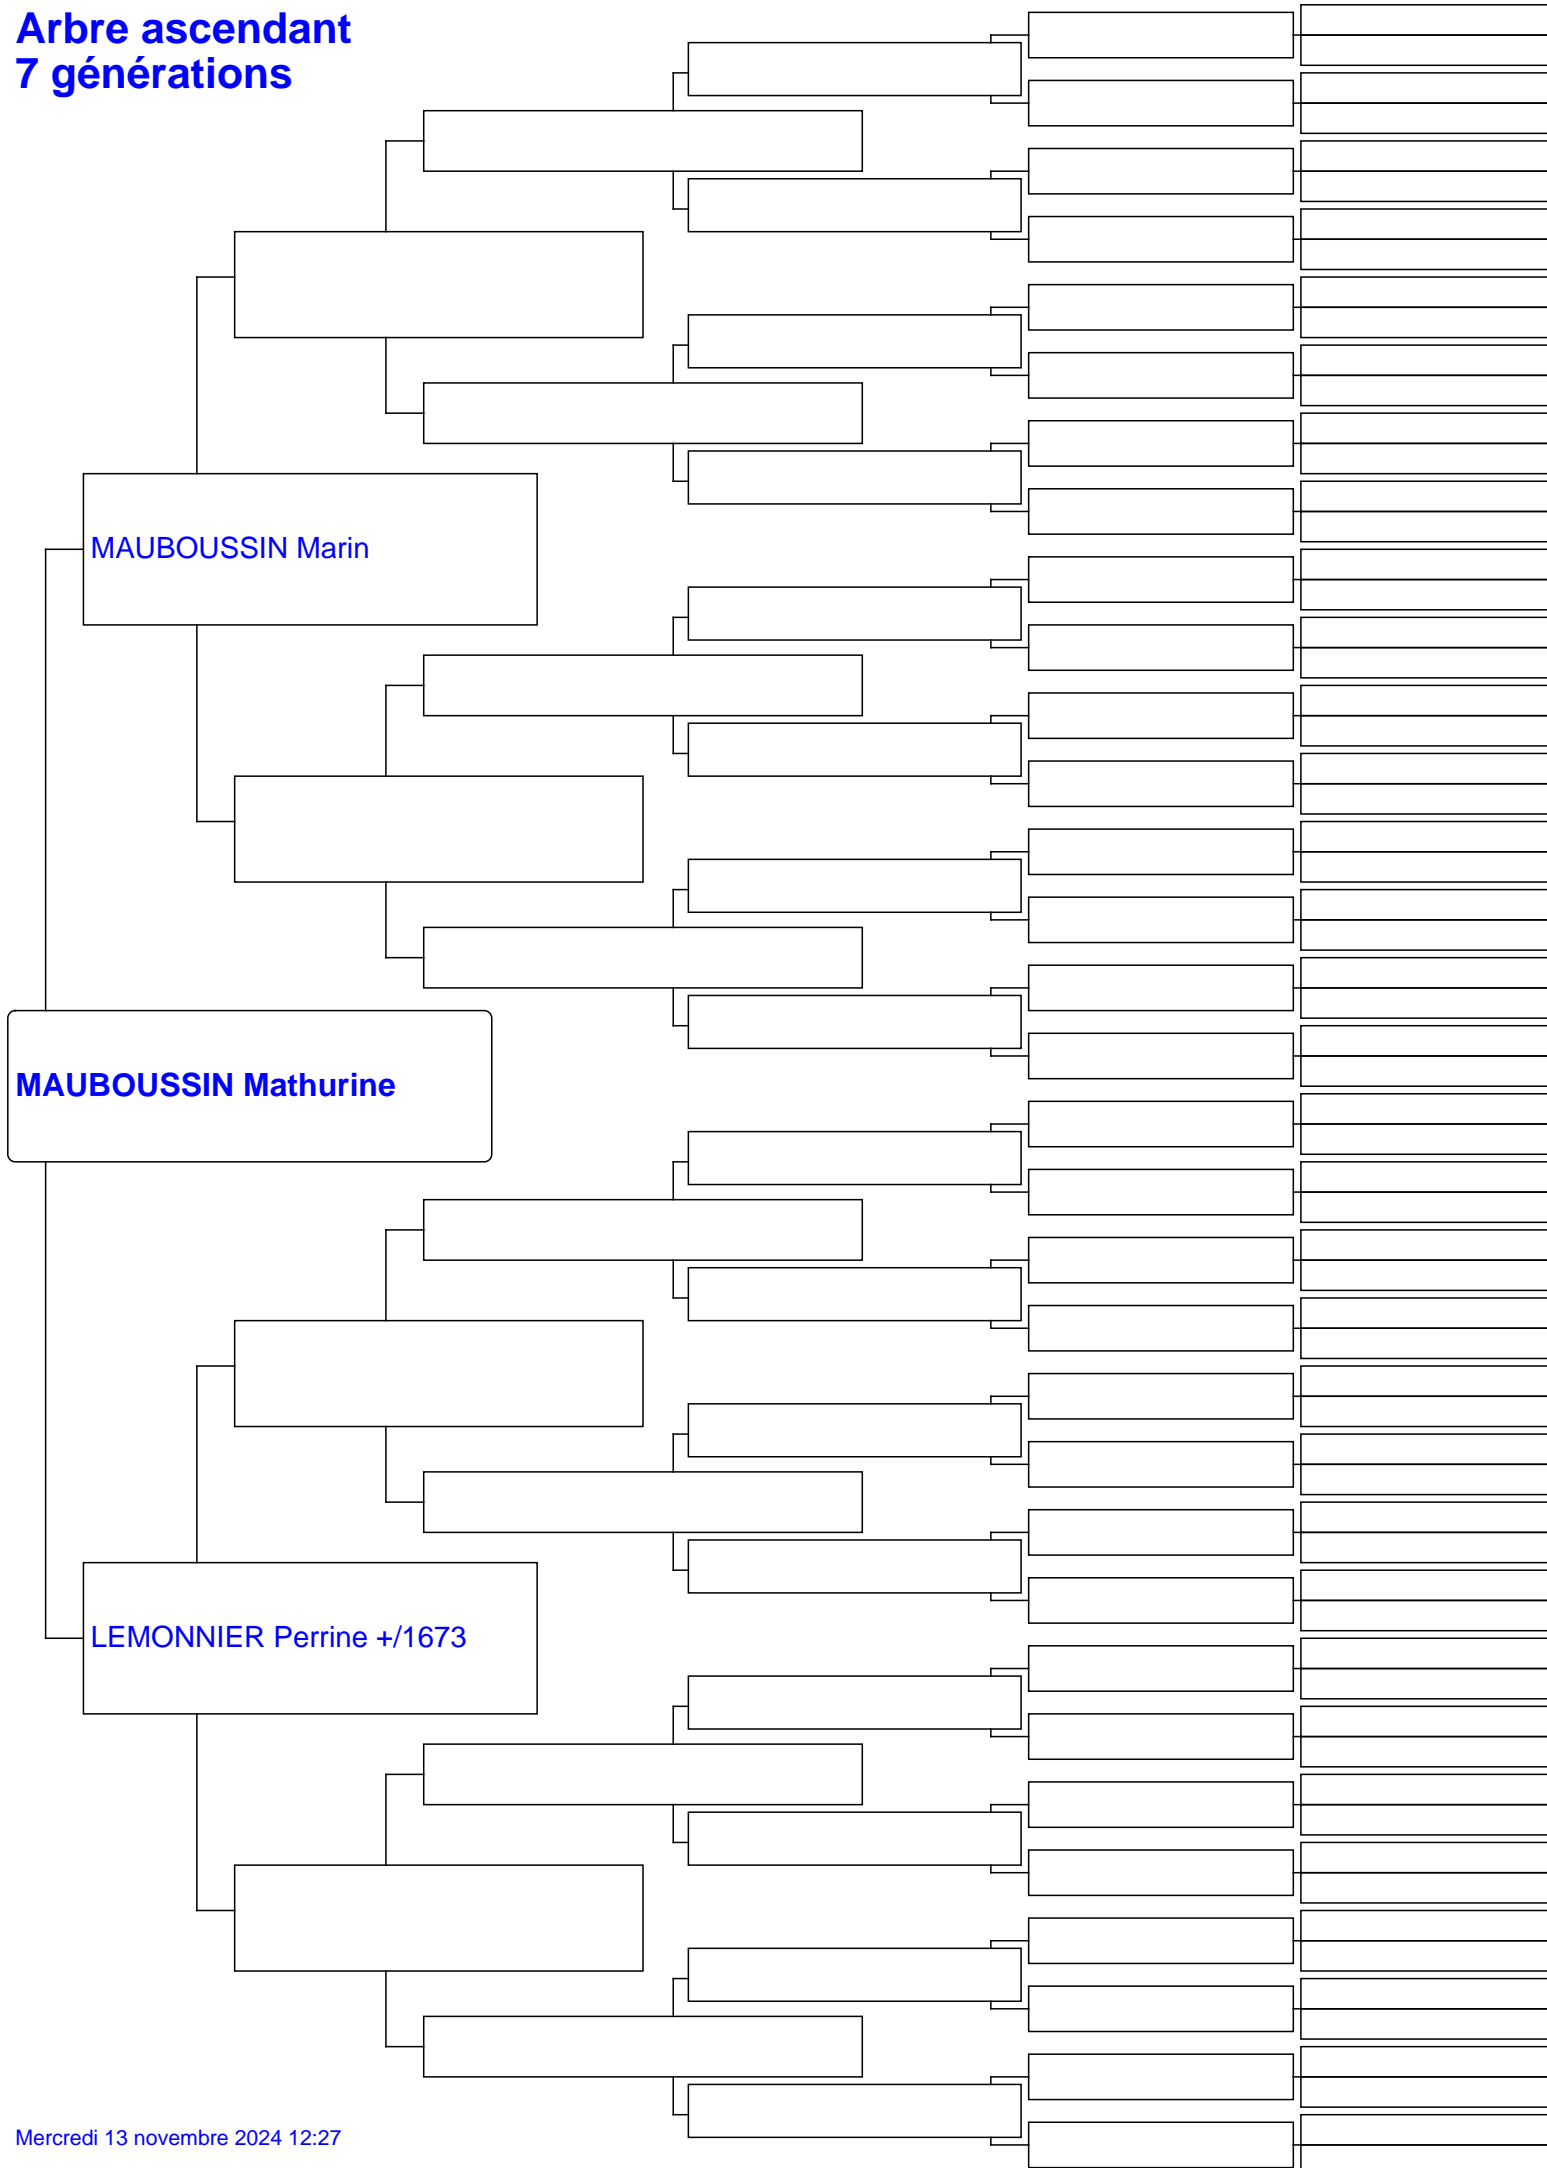 Arbre ascendant
7 générations
MAUBOUSSIN Marin
MAUBOUSSIN Mathurine
LEMONNIER Perrine +/1673
Mercredi 13 novembre 2024 12:27